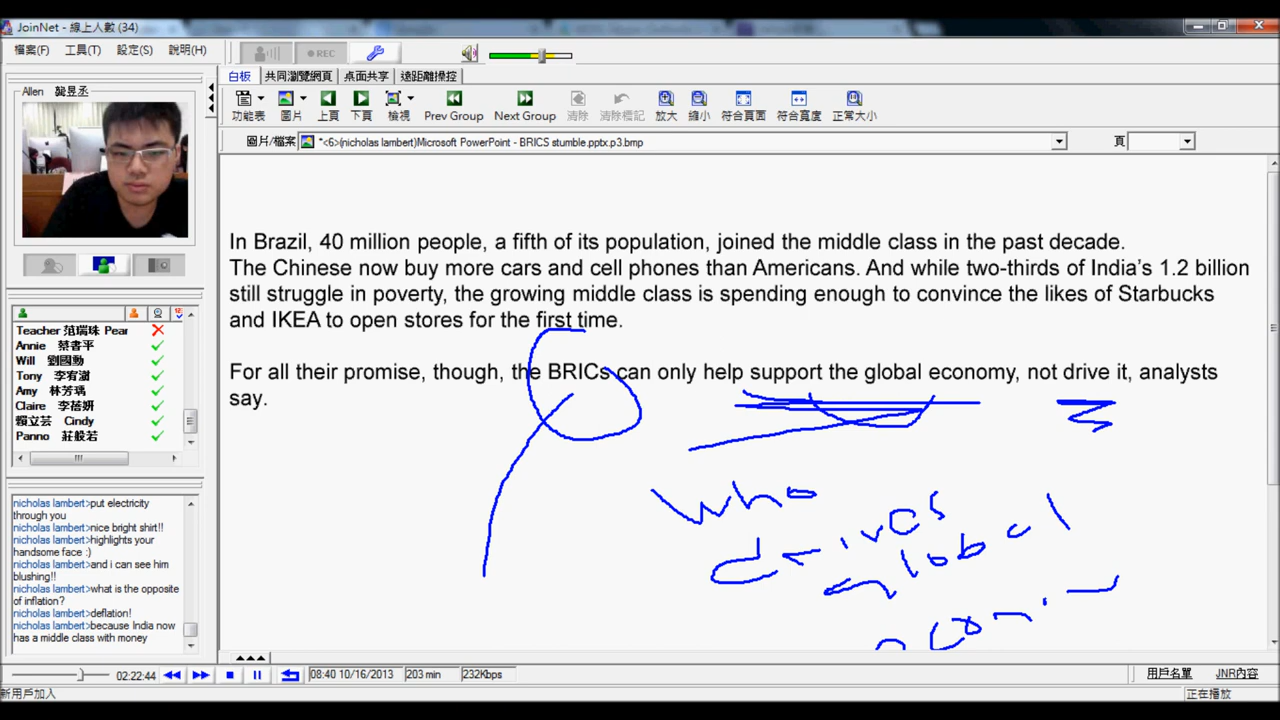 JoinNet - 線上人數 (34)
檔案(F) 工具(T) 設定(S) 說明(H)
REC
Allen 龔昱丞
白板 共同瀏覽網頁 桌面共享 遠距離操控
功能表 圖片 上頁 下頁 檢視 Prev Group Next Group 清除 清除標記 放大 縮小 符合頁面 符合寬度 正常大小
圖片/檔案 *<6>(nicholas lambert)Microsoft PowerPoint - BRICS stumble.pptx.p3.bmp 頁
In Brazil, 40 million people, a fifth of its population, joined the middle class in the past decade.
The Chinese now buy more cars and cell phones than Americans. And while two-thirds of India's 1.2 billion
still struggle in poverty, the growing middle class is spending enough to convince the likes of Starbucks
and IKEA to open stores for the first time.
For all their promise, though, the BRICs can only help support the global economy, not drive it, analysts
say.
who
drives
global
Teacher 范瑞珠 Pear
Annie 蔡書平
Will 劉國勳
Tony 李宥澍
Amy 林芳瑀
Claire 李蓓妍
賴立芸 Cindy
Panno 莊般若
nicholas lambert>put electricity
through you
nicholas lambert>nice bright shirt!!
nicholas lambert>highlights your
handsome face :)
nicholas lambert>and i can see him
blushing!!
nicholas lambert>what is the opposite
of inflation?
nicholas lambert>deflation!
nicholas lambert>because India now
has a middle class with money
02:22:44
08:40 10/16/2013 203 min 232Kbps
用戶名單 JNR內容
新用戶加入
正在播放